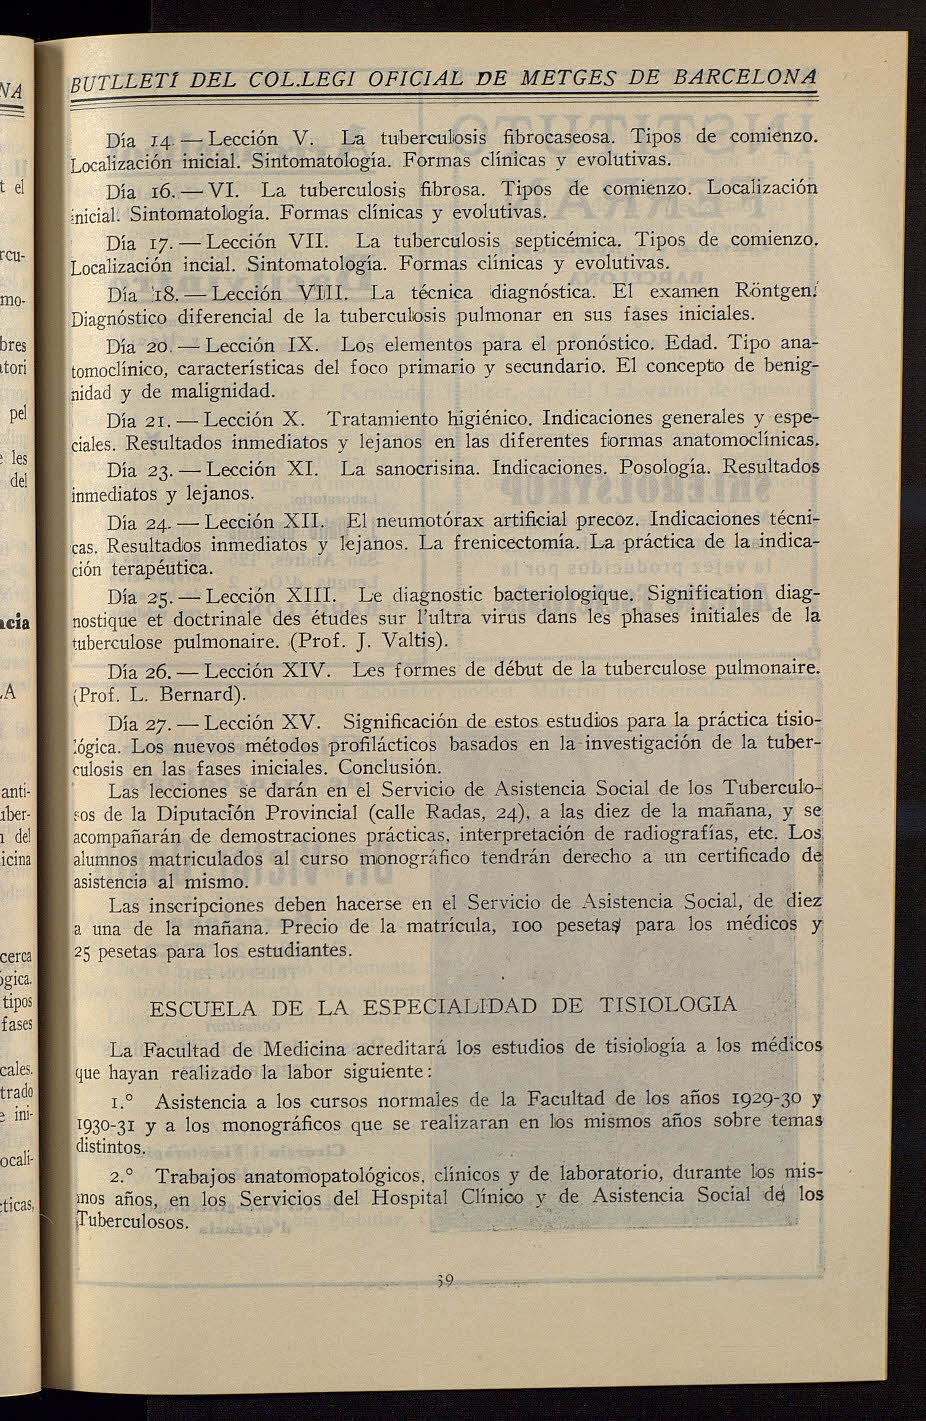 BUTLLETÍ DEL COL.LEGI OFICIAL DE METGES DE BARCELONA
Día 14. — Lección V. La tuberculosis fibrocaseosa. Tipos de comienzo.
Localización inicial. Sintomatología. Formas clínicas y evolutivas.
Día 16. — VI. La tuberculosis fibrosa. Tipos de comienzo. Localización
inicial. Sintomatología. Formas clínicas y evolutivas.
Día 17. — Lección VII. La tuberculosis septicémica. Tipos de comienzo.
Localización incial. Sintomatología. Formas clínicas y evolutivas.
Día 18. — Lección VIII. La técnica diagnóstica. El examen Röntgen.
Diagnóstico diferencial de la tuberculosis pulmonar en sus fases iniciales.
Día 20. — Lección IX. Los elementos para el pronóstico. Edad. Tipo ana-
tomoclínico, características del foco primario y secundario. El concepto de benig-
nidad y de malignidad.
Día 21. — Lección X. Tratamiento higiénico. Indicaciones generales y espe-
ciales. Resultados inmediatos y lejanos en las diferentes formas anatomoclínicas.
Día 23. — Lección XI. La sanocrisina. Indicaciones. Posología. Resultados
inmediatos y lejanos.
Día 24. — Lección XII. El neumotórax artificial precoz. Indicaciones técni-
cas. Resultados inmediatos y lejanos. La frenicectomía. La práctica de la indica-
ción terapéutica.
Día 25. — Lección XIII. Le diagnostic bacteriologique. Signification diag-
nostique et doctrinale des études sur l'ultra virus dans les phases initiales de la
tuberculose pulmonaire. (Prof. J. Valtis).
Día 26. — Lección XIV. Les formes de début de la tuberculose pulmonaire.
(Prof. L. Bernard).
Día 27. — Lección XV. Significación de estos estudios para la práctica tisio-
lógica. Los nuevos métodos profilácticos basados en la investigación de la tuber-
culosis en las fases iniciales. Conclusión.
Las lecciones se darán en el Servicio de Asistencia Social de los Tuberculo-
sos de la Diputación Provincial (calle Radas, 24), a las diez de la mañana, y se
acompañarán de demostraciones prácticas, interpretación de radiografías, etc. Los
alumnos matriculados al curso monográfico tendrán derecho a un certificado de
asistencia al mismo.
Las inscripciones deben hacerse en el Servicio de Asistencia Social, de diez
a una de la mañana. Precio de la matrícula, 100 pesetas para los médicos y
25 pesetas para los estudiantes.
ESCUELA DE LA ESPECIALIDAD DE TISIOLOGIA
La Facultad de Medicina acreditará los estudios de tisiología a los médicos
que hayan realizado la labor siguiente:
1.º Asistencia a los cursos normales de la Facultad de los años 1929-30 y
1930-31 y a los monográficos que se realizaran en los mismos años sobre temas
distintos.
2.º Trabajos anatomopatológicos, clínicos y de laboratorio, durante los mis-
mos años, en los Servicios del Hospital Clínico y de Asistencia Social de los
Tuberculosos.
39